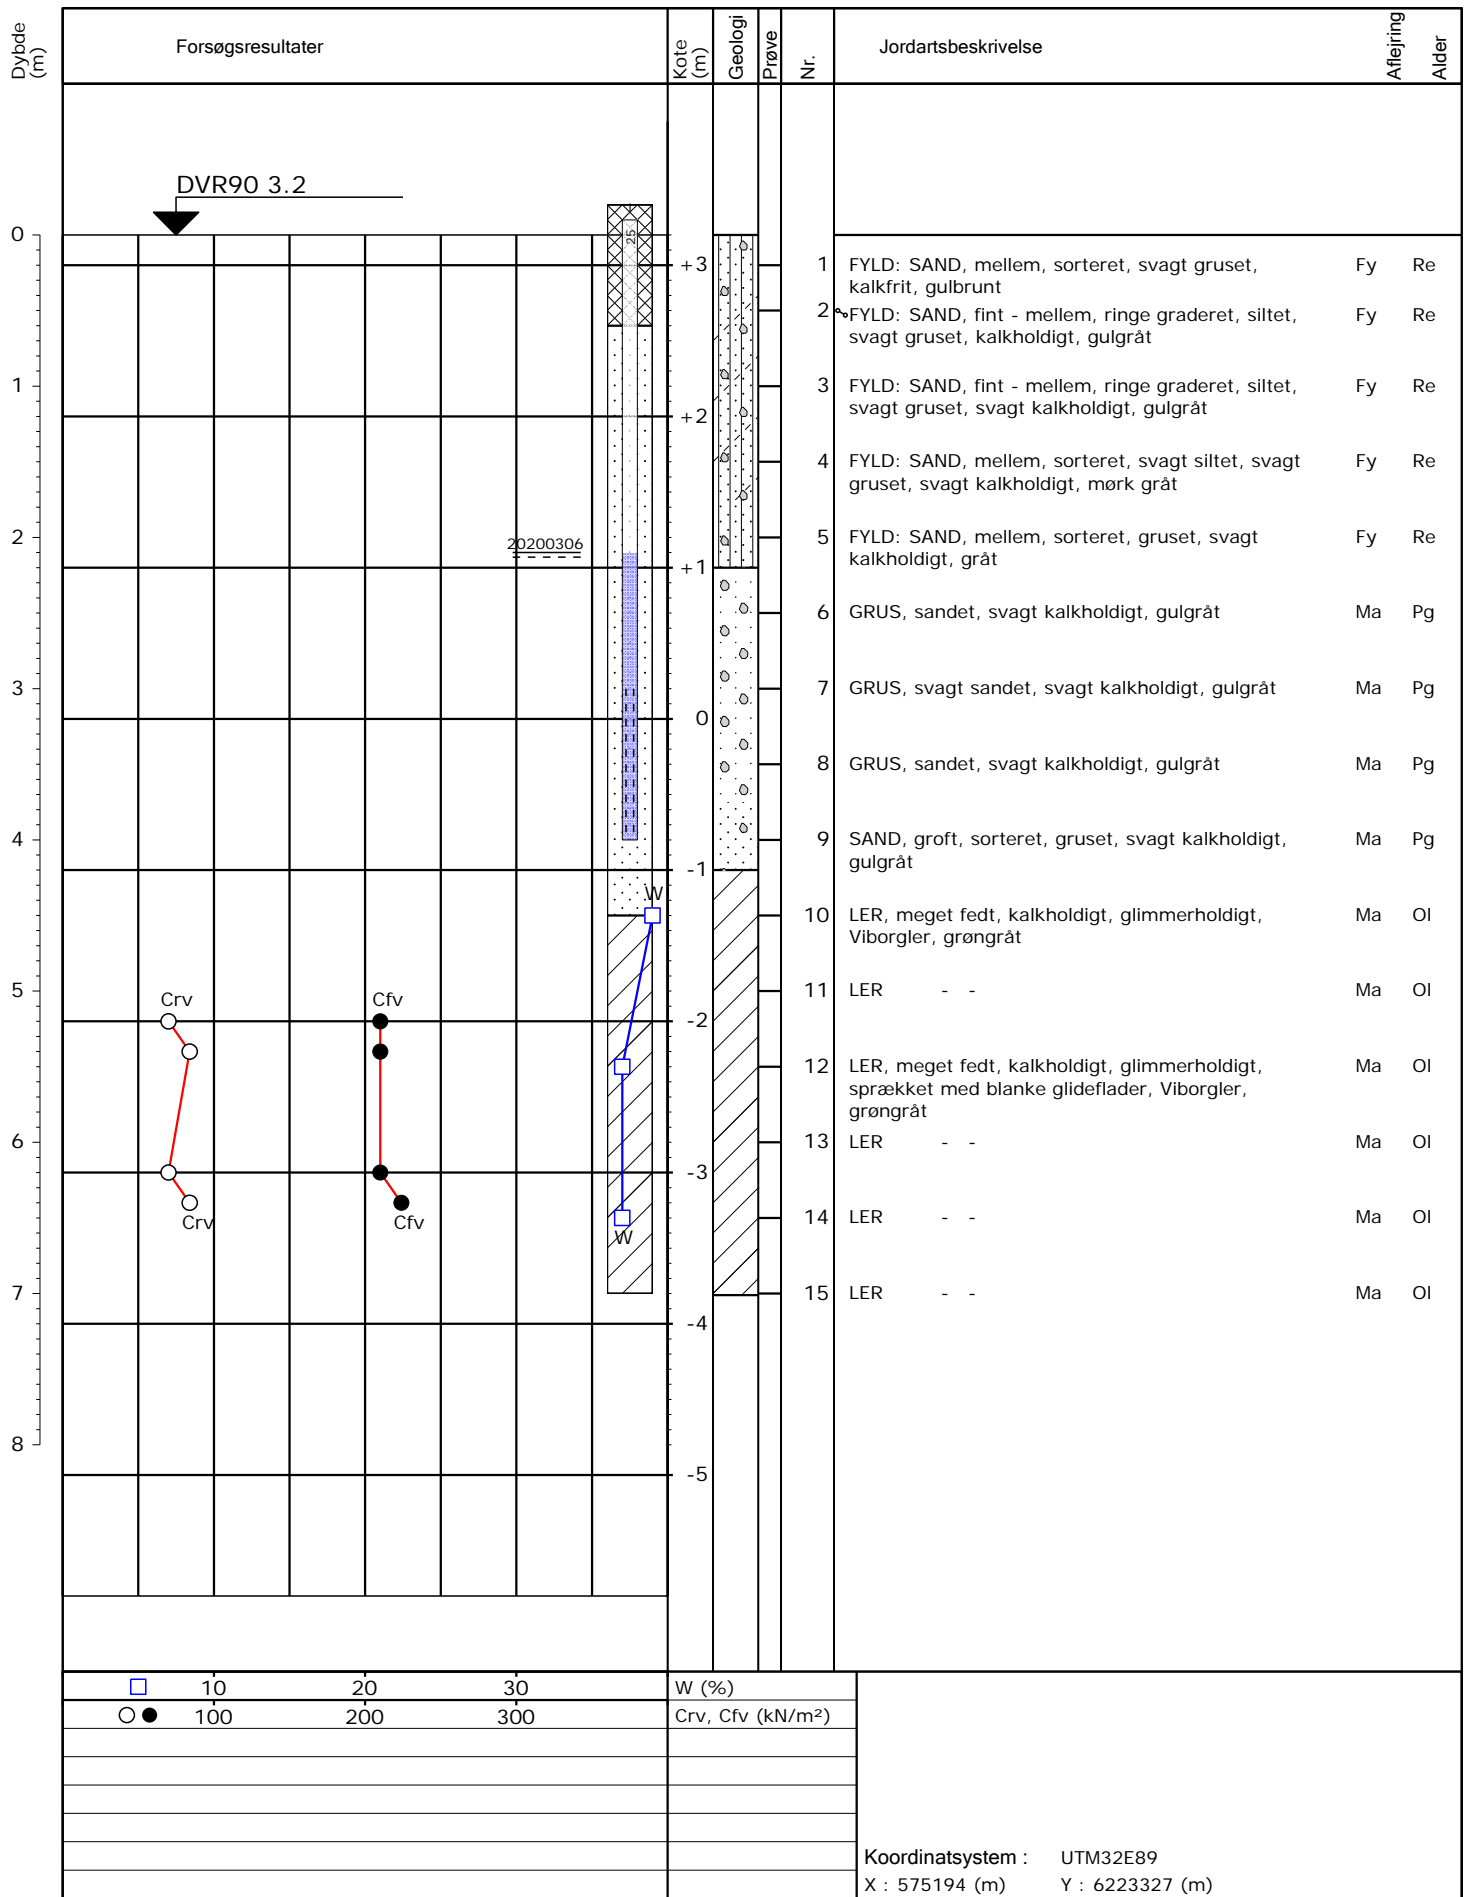 Dybde (m)
Forsøgsresultater
Kote (m)
Geologi
Prøve
Nr.
Jordartsbeskrivelse
Aflejring
Alder
DVR90 3.2
25
0
+3
1 FYLD: SAND, mellem, sorteret, svagt gruset, Fy Re
kalkfrit, gulbrunt
2 FYLD: SAND, fint - mellem, ringe graderet, siltet, Fy Re
svagt gruset, kalkholdigt, gulgråt
1
3 FYLD: SAND, fint - mellem, ringe graderet, siltet, Fy Re
svagt gruset, svagt kalkholdigt, gulgråt
+2
4 FYLD: SAND, mellem, sorteret, svagt siltet, svagt Fy Re
gruset, svagt kalkholdigt, mørk gråt
2
20200306
5 FYLD: SAND, mellem, sorteret, gruset, svagt Fy Re
kalkholdigt, gråt
+1
6 GRUS, sandet, svagt kalkholdigt, gulgråt Ma Pg
3
7 GRUS, svagt sandet, svagt kalkholdigt, gulgråt Ma Pg
0
8 GRUS, sandet, svagt kalkholdigt, gulgråt Ma Pg
4
9 SAND, groft, sorteret, gruset, svagt kalkholdigt, Ma Pg
gulgråt
-1
W
10 LER, meget fedt, kalkholdigt, glimmerholdigt, Ma Ol
Viborgler, grøngråt
5
Crv Cfv
11 LER - - Ma Ol
-2
12 LER, meget fedt, kalkholdigt, glimmerholdigt, Ma Ol
sprækket med blanke glideflader, Viborgler,
grøngråt
6
13 LER - - Ma Ol
-3
Crv Cfv
14 LER - - Ma Ol
W
7
15 LER - - Ma Ol
-4
8
-5
10 20 30 W (%)
100 200 300 Crv, Cfv (kN/m²)
Koordinatsystem : UTM32E89
X : 575194 (m) Y : 6223327 (m)